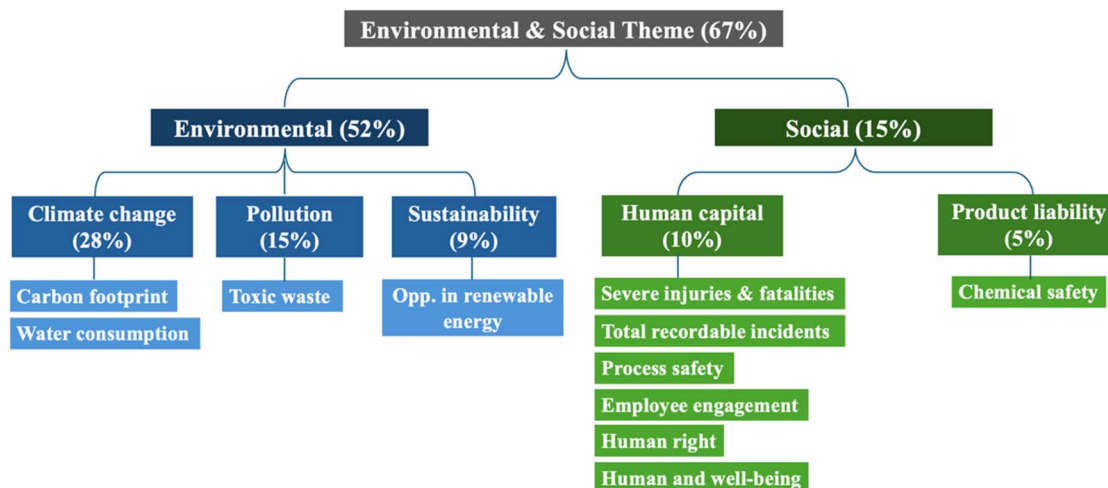 Environmental & Social Theme (67%)
Environmental (52%)
Social (15%)
Climate change
(28%)
Pollution
(15%)
Sustainability
(9%)
Human capital
(10%)
Product liability
(5%)
Carbon footprint
Water consumption
Toxic waste
Opp. in renewable
energy
Severe injuries & fatalities
Total recordable incidents
Process safety
Employee engagement
Human right
Human and well-being
Chemical safety